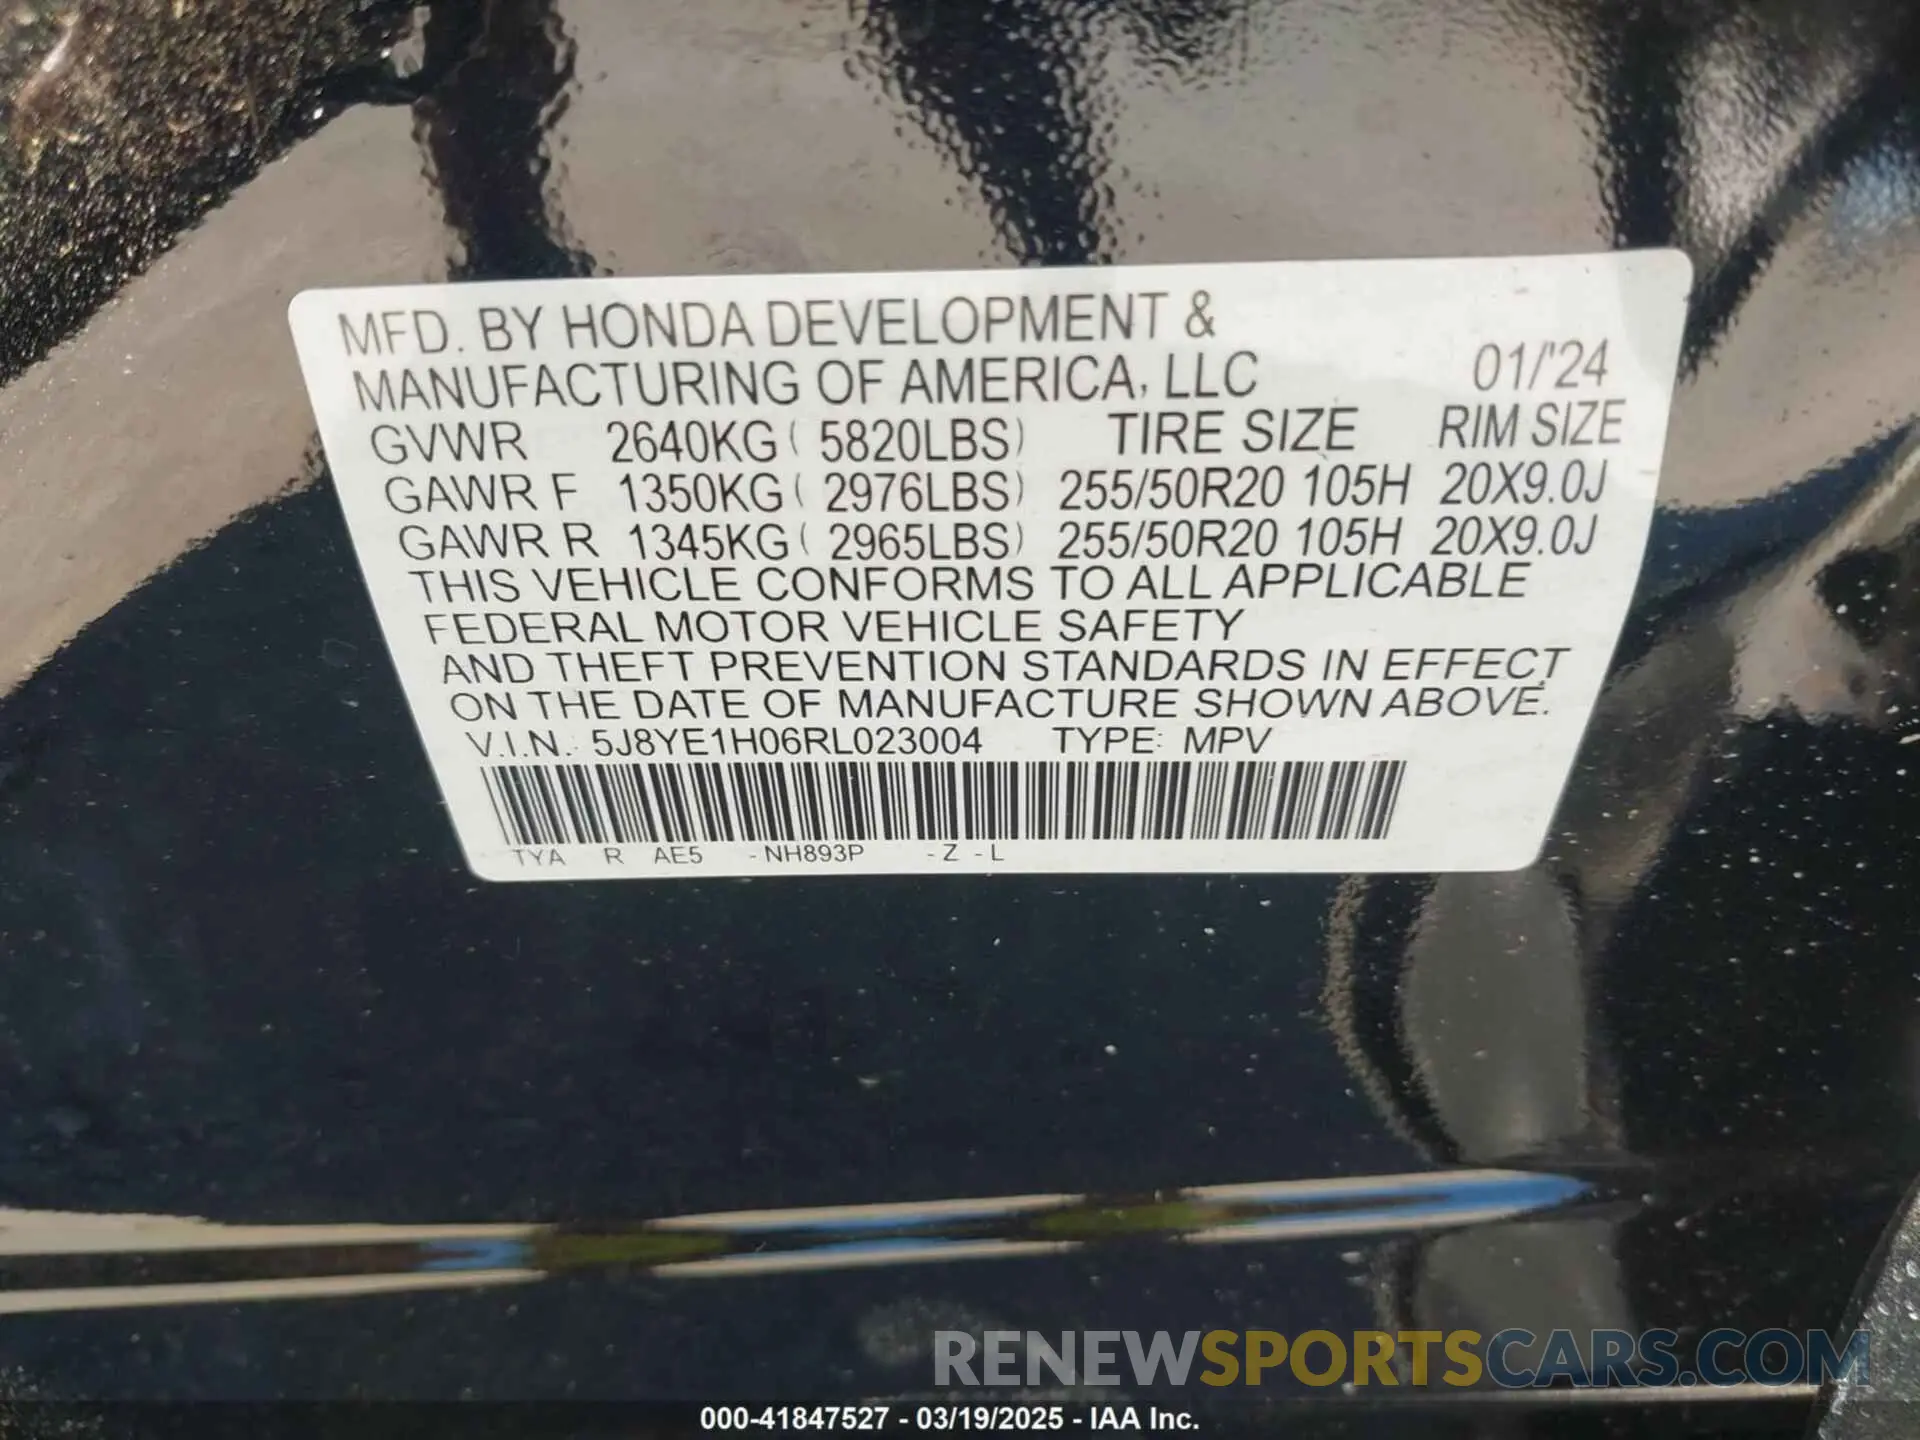 MFD. BY HONDA DEVELOPMENT &
MANUFACTURING OF AMERICA, LLC 01/'24
GVWR 2640KG ( 5820LBS) TIRE SIZE RIM SIZE
GAWR F 1350KG ( 2976LBS) 255/50R20 105H 20X9.0J
GAWR R 1345KG ( 2965LBS) 255/50R20 105H 20X9.0J
THIS VEHICLE CONFORMS TO ALL APPLICABLE
FEDERAL MOTOR VEHICLE SAFETY
AND THEFT PREVENTION STANDARDS IN EFFECT
ON THE DATE OF MANUFACTURE SHOWN ABOVE.
V.I.N.: 5J8YE1H06RL023004 TYPE: MPV
TYA R AE5 -NH893P -Z -L
RENEWSPORTSCARS.COM
000-41847527 - 03/19/2025 - IAA Inc.